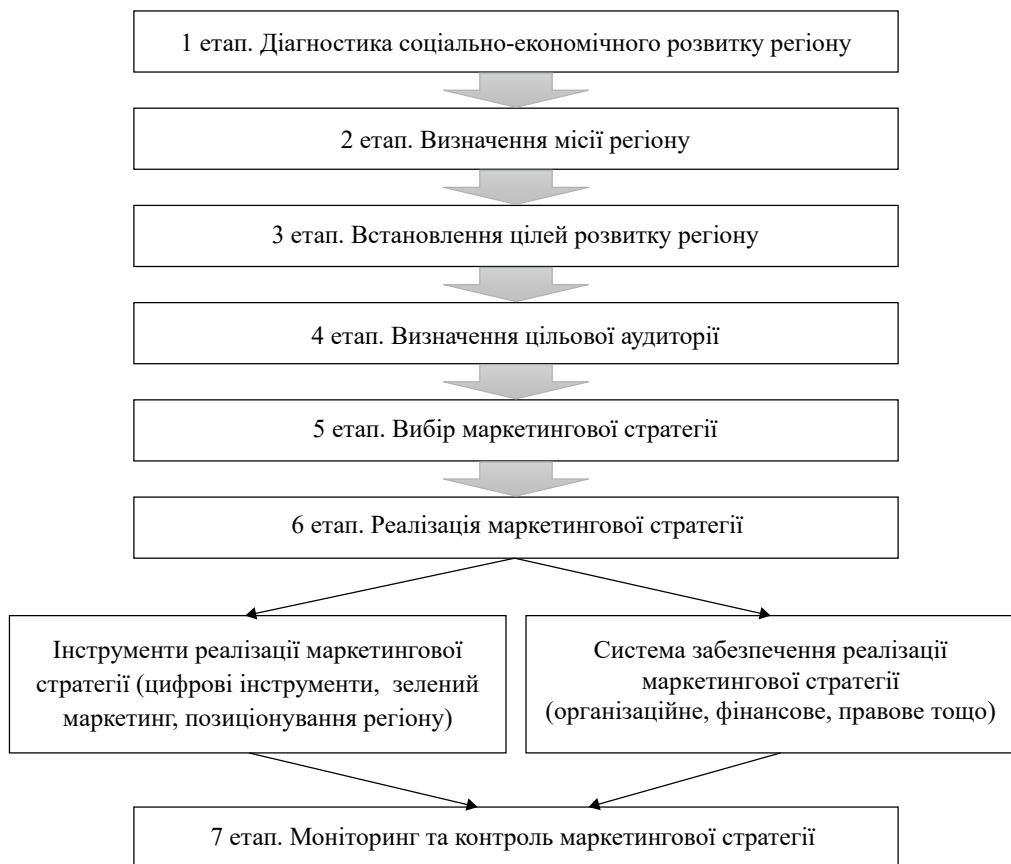 1 етап. Діагностика соціально-економічного розвитку регіону
2 етап. Визначення місії регіону
3 етап. Встановлення цілей розвитку регіону
4 етап. Визначення цільової аудиторії
5 етап. Вибір маркетингової стратегії
6 етап. Реалізація маркетингової стратегії
Інструменти реалізації маркетингової
стратегії (цифрові інструменти, зелений
маркетинг, позиціонування регіону)
Система забезпечення реалізації
маркетингової стратегії
(організаційне, фінансове, правове тощо)
7 етап. Моніторинг та контроль маркетингової стратегії